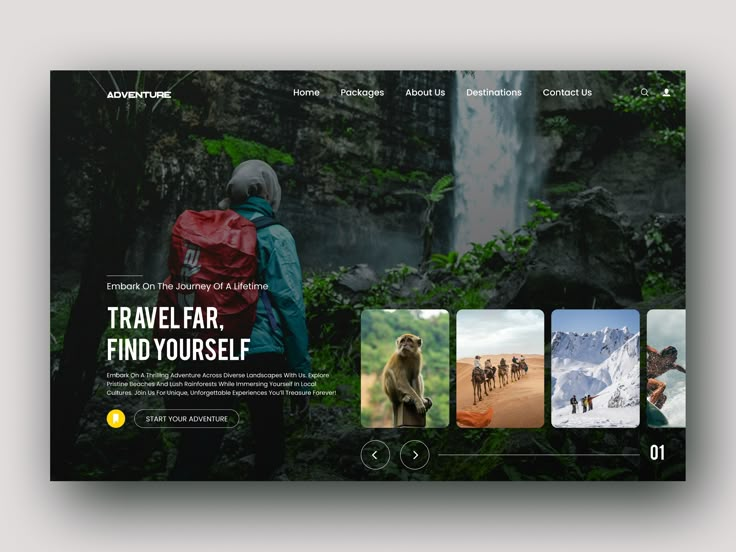 ADVENTURE
Home Packages About Us Destinations Contact Us
Embark On The Journey Of A Lifetime
TRAVEL FAR,
FIND YOURSELF
Embark On A Thrilling Adventure Across Diverse Landscapes With Us. Explore
Pristine Beaches And Lush Rainforests While Immersing Yourself In Local
Cultures. Join Us For Unique, Unforgettable Experiences You'll Treasure Forever!
START YOUR ADVENTURE
01